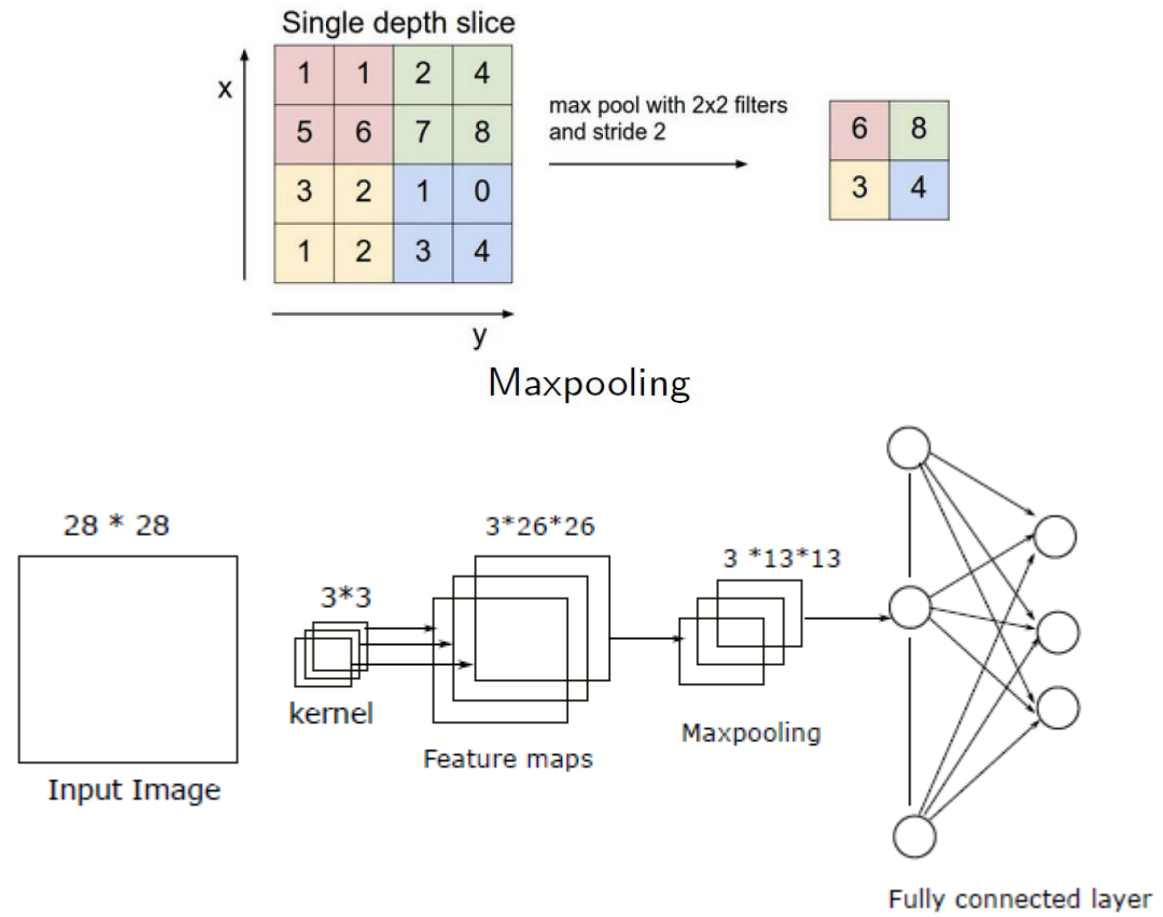 Single depth slice
x
1 1 2 4
5 6 7 8
3 2 1 0
1 2 3 4
y
max pool with 2x2 filters
and stride 2
6 8
3 4
Maxpooling
28 * 28
Input Image
3*3
kernel
3*26*26
Feature maps
3 *13*13
Maxpooling
Fully connected layer